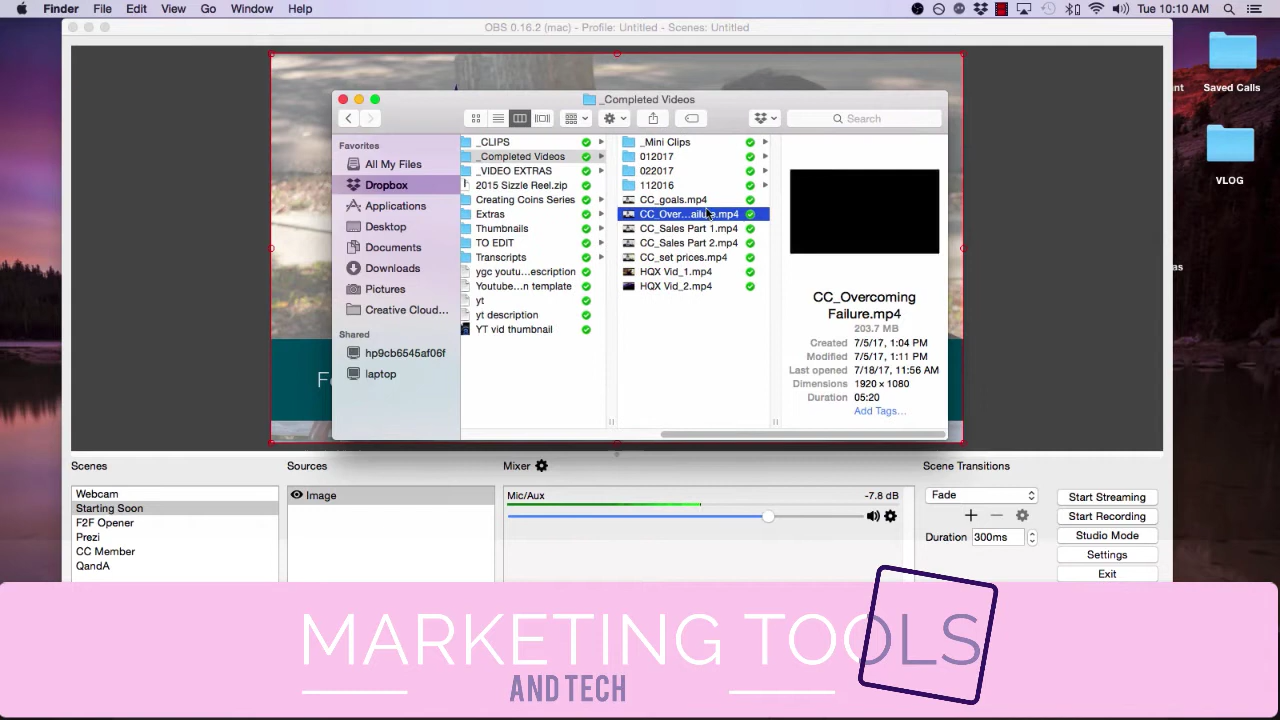 Finder File Edit View Go Window Help Tue 10:10 AM
OBS 0.16.2 (mac) - Profile: Untitled - Scenes: Untitled
_Completed Videos
Search
Favorites
All My Files
Dropbox
Applications
Desktop
Documents
Downloads
Pictures
Creative Cloud...
Shared
hp9cb6545af06f
laptop
_CLIPS
_Completed Videos
_VIDEO EXTRAS
2015 Sizzle Reel.zip
Creating Coins Series
Extras
Thumbnails
TO EDIT
Transcripts
ygc youtu...escription
Youtube...n template
yt
yt description
YT vid thumbnail
_Mini Clips
012017
022017
112016
CC_goals.mp4
CC_Over...ailure.mp4
CC_Sales Part 1.mp4
CC_Sales Part 2.mp4
CC_set prices.mp4
HQX Vid_1.mp4
HQX Vid_2.mp4
CC_Overcoming
Failure.mp4
203.7 MB
Created 7/5/17, 1:04 PM
Modified 7/5/17, 1:11 PM
Last opened 7/18/17, 11:56 AM
Dimensions 1920 x 1080
Duration 05:20
Add Tags...
Saved Calls
VLOG
Scenes
Webcam
Starting Soon
F2F Opener
Prezi
CC Member
QandA
Sources
Image
Mixer
Mic/Aux -7.8 dB
Scene Transitions
Fade
Duration 300ms
Start Streaming
Start Recording
Studio Mode
Settings
Exit
MARKETING TOOLS
AND TECH